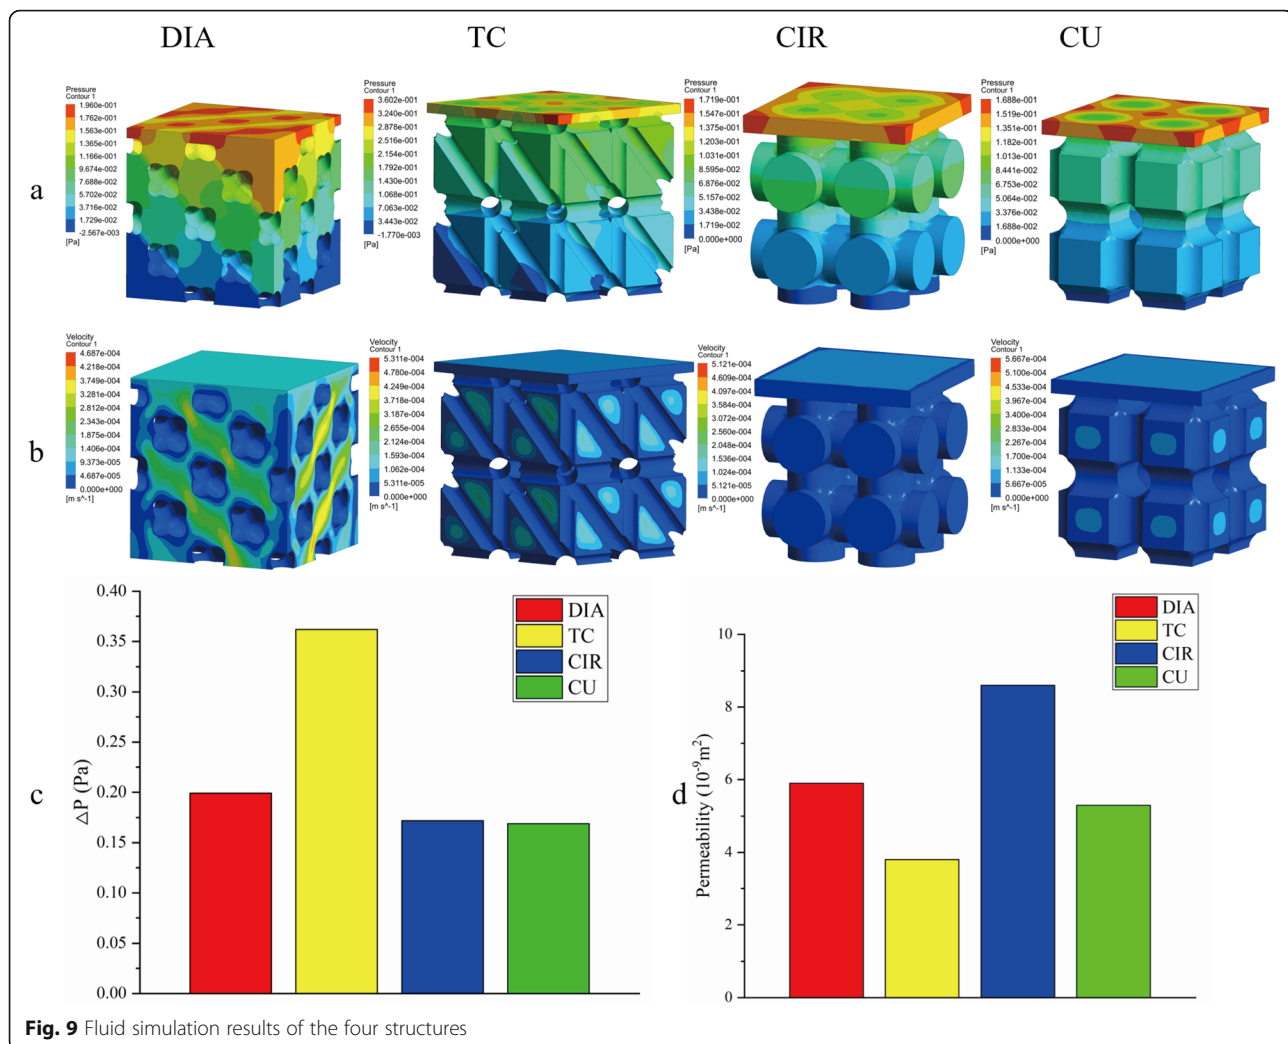 DIA TC CIR CU
a
Pressure
Contour 1
1.960e-001
1.762e-001
1.563e-001
1.365e-001
1.166e-001
9.674e-002
7.688e-002
5.702e-002
3.716e-002
1.729e-002
-2.567e-003
[Pa]
Pressure
Contour 1
3.602e-001
3.240e-001
2.878e-001
2.516e-001
2.154e-001
1.792e-001
1.430e-001
1.068e-001
7.063e-002
3.443e-002
-1.770e-003
[Pa]
Pressure
Contour 1
1.719e-001
1.547e-001
1.375e-001
1.203e-001
1.031e-001
8.595e-002
6.876e-002
5.157e-002
3.438e-002
1.719e-002
0.000e+000
[Pa]
Pressure
Contour 1
1.688e-001
1.519e-001
1.351e-001
1.182e-001
1.013e-001
8.441e-002
6.753e-002
5.064e-002
3.376e-002
1.688e-002
0.000e+000
[Pa]
b
Velocity
Contour 1
4.687e-004
4.218e-004
3.749e-004
3.281e-004
2.812e-004
2.343e-004
1.875e-004
1.406e-004
9.373e-005
4.687e-005
0.000e+000
[m s^-1]
Velocity
Contour 1
5.311e-004
4.780e-004
4.249e-004
3.718e-004
3.187e-004
2.655e-004
2.124e-004
1.593e-004
1.062e-004
5.311e-005
0.000e+000
[m s^-1]
Velocity
Contour 1
5.121e-004
4.609e-004
4.097e-004
3.584e-004
3.072e-004
2.560e-004
2.048e-004
1.536e-004
1.024e-004
5.121e-005
0.000e+000
[m s^-1]
Velocity
Contour 1
5.667e-004
5.100e-004
4.533e-004
3.967e-004
3.400e-004
2.833e-004
2.267e-004
1.700e-004
1.133e-004
5.667e-005
0.000e+000
[m s^-1]
c
△P (Pa)
0.40
0.35
0.30
0.25
0.20
0.15
0.10
0.05
0.00
DIA
TC
CIR
CU
d
Permeability (10⁻⁹m²)
10
8
6
4
2
0
DIA
TC
CIR
CU
Fig. 9 Fluid simulation results of the four structures